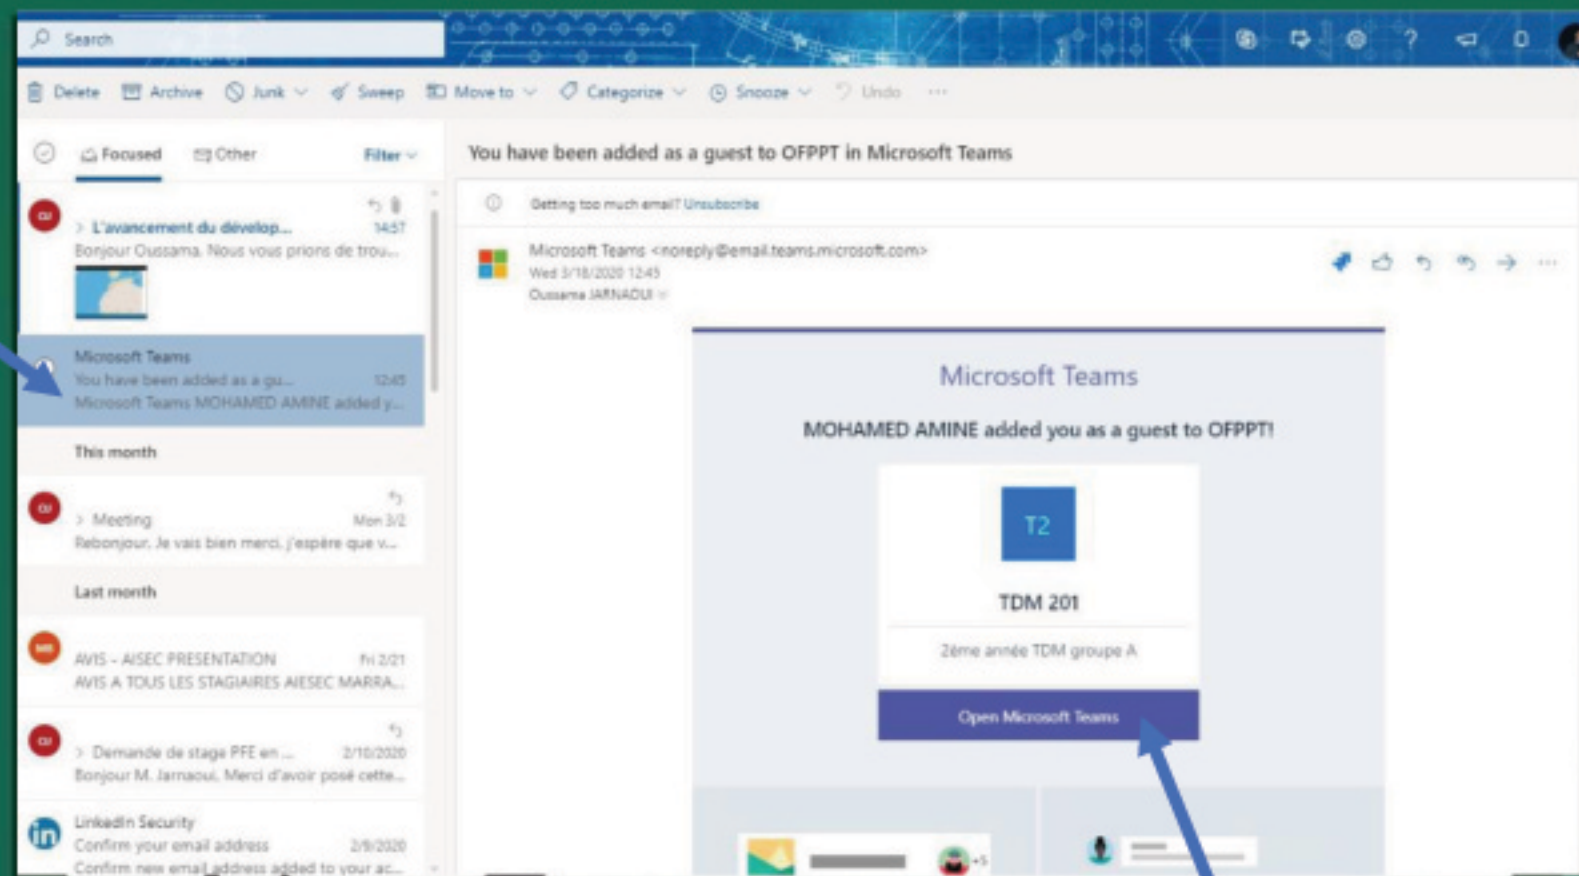 Search
Delete Archive Junk Sweep Move to Categorize Snooze Undo ...
Focused Other Filter
L'avancement du dévelop... 14:57
Bonjour Oussama, Nous vous prions de trou...
Microsoft Teams
You have been added as a gu... 12:45
Microsoft Teams MOHAMED AMINE added y...
This month
Meeting Mon 3/2
Rebonjour, Je vais bien merci, j'espère que v...
Last month
MB
AVIS - AISEC PRESENTATION Fri 2/21
AVIS A TOUS LES STAGIAIRES AIESEC MARRA...
Demande de stage PFE en ... 2/10/2020
Bonjour M. Jarnaoui, Merci d'avoir posé cette...
in
LinkedIn Security
Confirm your email address 2/9/2020
Confirm new email address added to your ac...
You have been added as a guest to OFPPT in Microsoft Teams
Getting too much email? Unsubscribe
Microsoft Teams <noreply@email.teams.microsoft.com>
Wed 3/18/2020 12:45
Oussama JARNAOUI
Microsoft Teams
MOHAMED AMINE added you as a guest to OFPPT!
T2
TDM 201
2ème année TDM groupe A
Open Microsoft Teams
+5